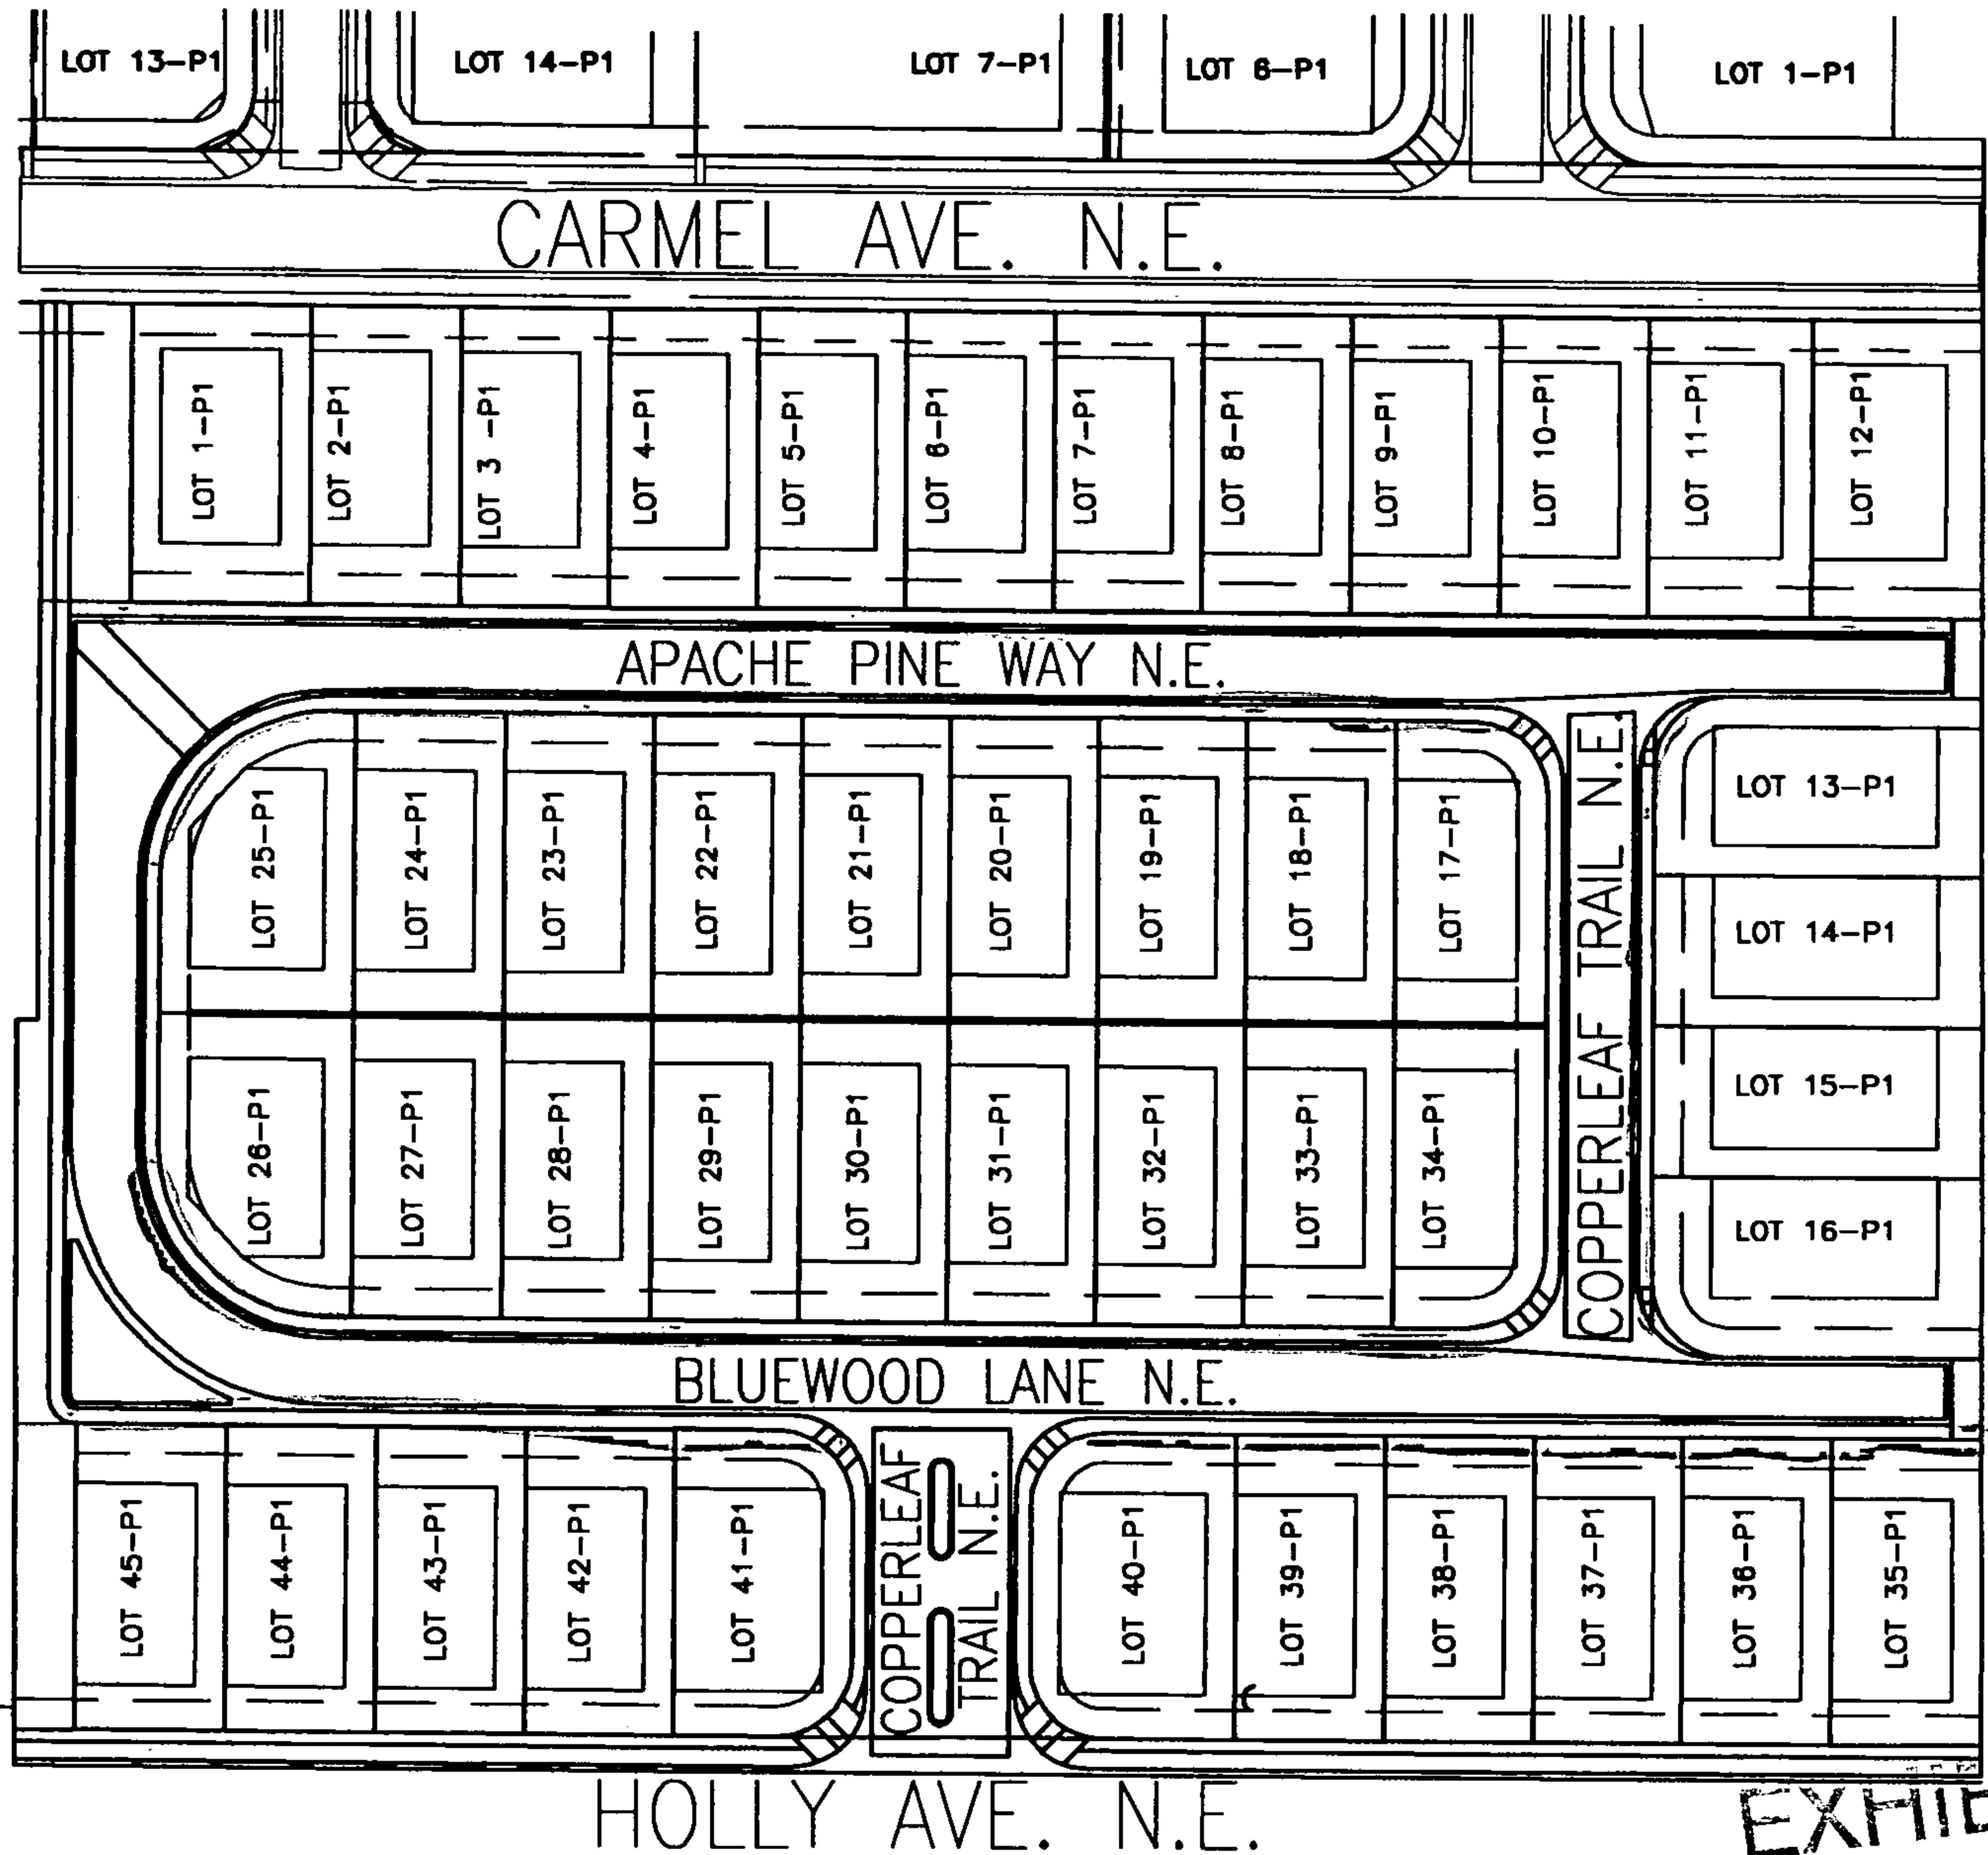 LOT 13-P1
LOT 14-P1
LOT 7-P1
LOT 6-P1
LOT 1-P1
CARMEL AVE. N.E.
LOT 1-P1
LOT 2-P1
LOT 3 -P1
LOT 4-P1
LOT 5-P1
LOT 6-P1
LOT 7-P1
LOT 8-P1
LOT 9-P1
LOT 10-P1
LOT 11-P1
LOT 12-P1
APACHE PINE WAY N.E.
LOT 25-P1
LOT 24-P1
LOT 23-P1
LOT 22-P1
LOT 21-P1
LOT 20-P1
LOT 19-P1
LOT 18-P1
LOT 17-P1
COPPERLEAF TRAIL N.E.
LOT 13-P1
LOT 14-P1
LOT 15-P1
LOT 16-P1
LOT 26-P1
LOT 27-P1
LOT 28-P1
LOT 29-P1
LOT 30-P1
LOT 31-P1
LOT 32-P1
LOT 33-P1
LOT 34-P1
BLUEWOOD LANE N.E.
LOT 45-P1
LOT 44-P1
LOT 43-P1
LOT 42-P1
LOT 41-P1
COPPERLEAF
TRAIL N.E.
LOT 40-P1
LOT 39-P1
LOT 38-P1
LOT 37-P1
LOT 36-P1
LOT 35-P1
HOLLY AVE. N.E.